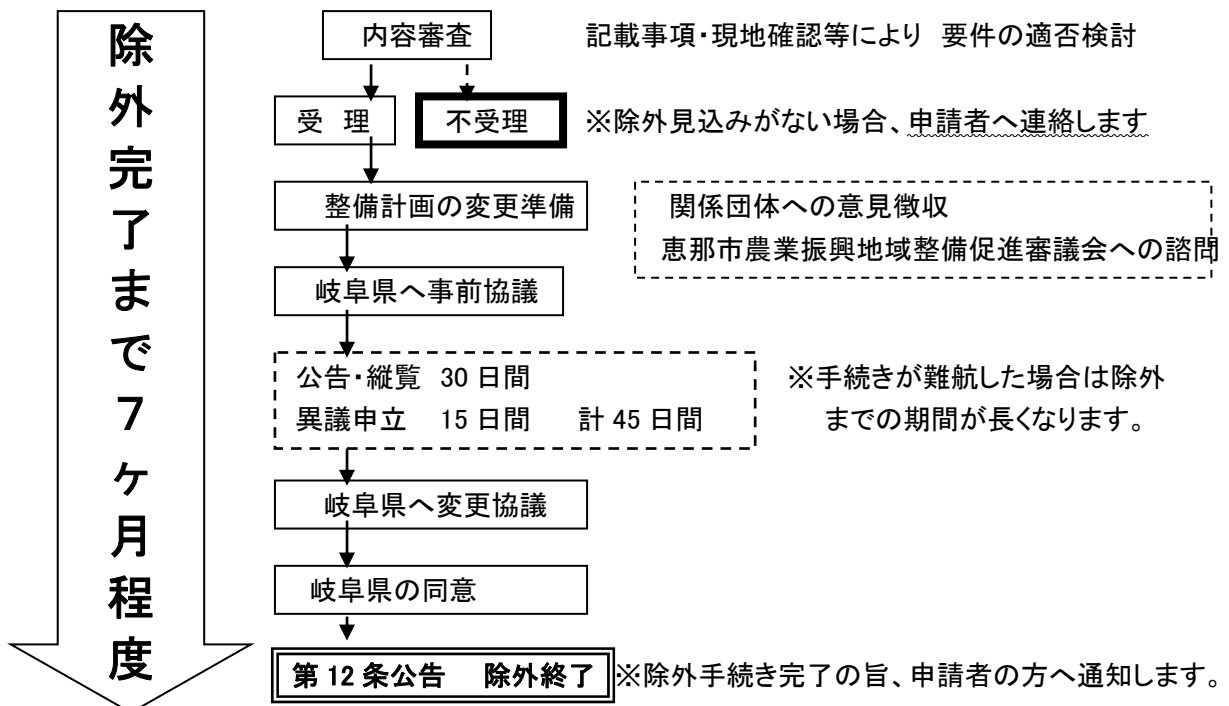 除外完了まで7ヶ月程度
内容審査 記載事項・現地確認等により 要件の適否検討
受 理 不受理 ※除外見込みがない場合、申請者へ連絡します
整備計画の変更準備
関係団体への意見徴収
恵那市農業振興地域整備促進審議会への諮問
岐阜県へ事前協議
公告・縦覧 30 日間
異議申立 15 日間 計 45 日間
※手続きが難航した場合は除外
までの期間が長くなります。
岐阜県へ変更協議
岐阜県の同意
第 12 条公告 除外終了 ※除外手続き完了の旨、申請者の方へ通知します。